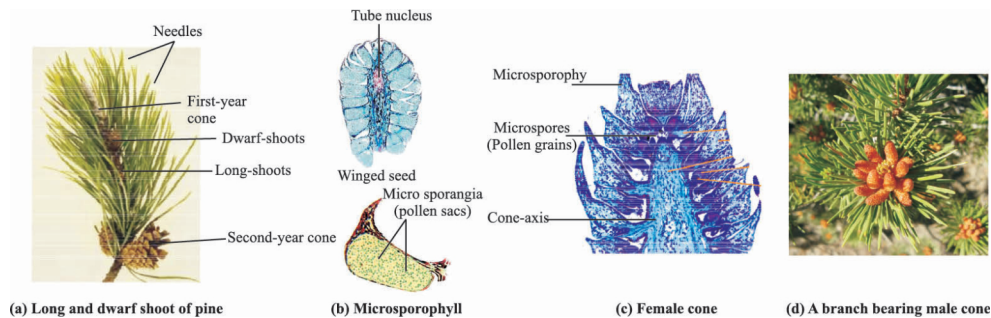 Needles
First-year
cone
Dwarf-shoots
Long-shoots
Second-year cone
(a) Long and dwarf shoot of pine
Tube nucleus
Winged seed
Micro sporangia
(pollen sacs)
(b) Microsporophyll
Microsporophy
Microspores
(Pollen grains)
Cone-axis
(c) Female cone
(d) A branch bearing male cone